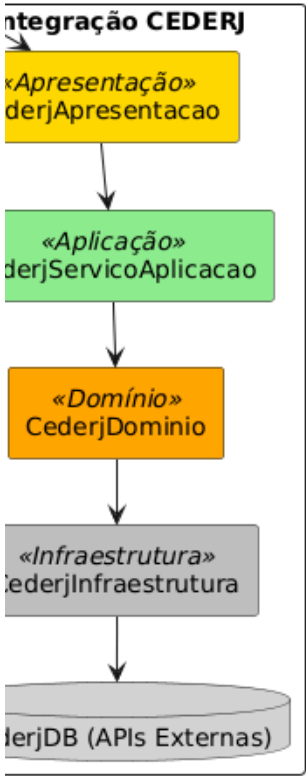 ntegração CEDERJ
«Apresentação»
derjApresentacao
«Aplicação»
derjServicoAplicacao
«Domínio»
CederjDominio
«Infraestrutura»
CederjInfraestrutura
derjDB (APIs Externas)